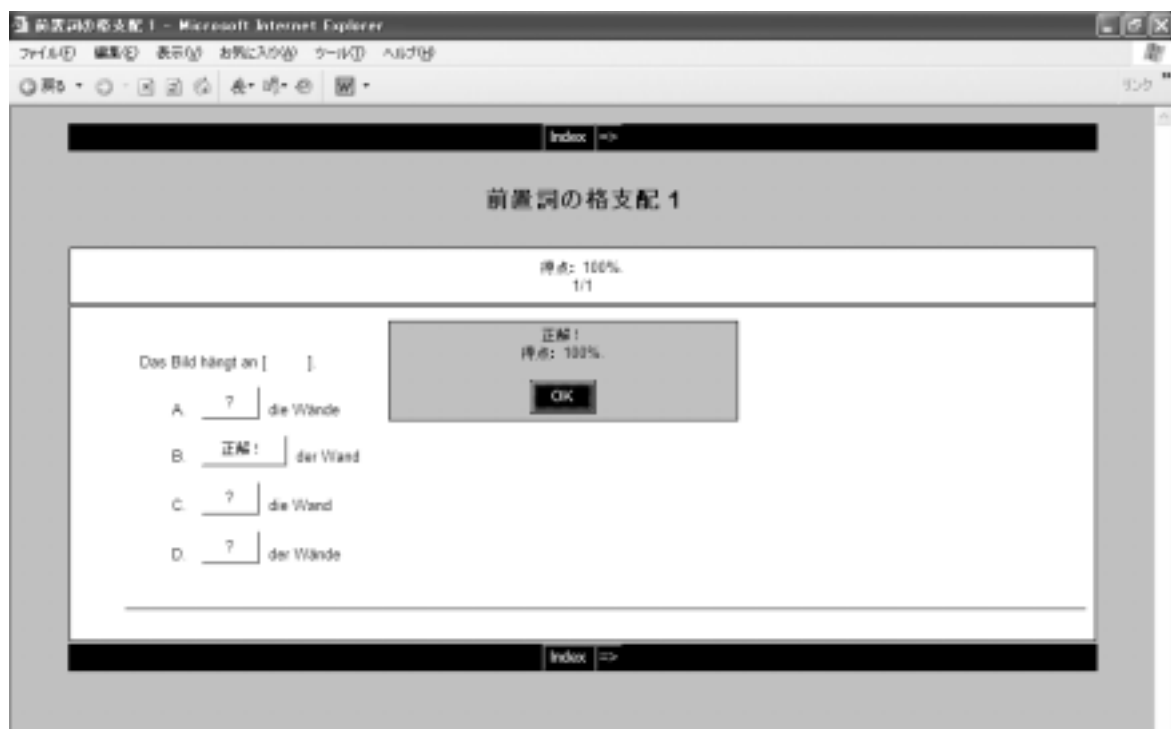 前置詞の格支配 1 - Microsoft Internet Explorer
ファイル(F) 編集(E) 表示(V) お気に入り(A) ツール(T) ヘルプ(H)
戻る リンク
Index =>
前置詞の格支配 1
得点: 100%.
1/1
正解!
得点: 100%.
OK
Das Bild hängt an [ ].
A. ? die Wände
B. 正解! der Wand
C. ? die Wand
D. ? der Wände
Index =>